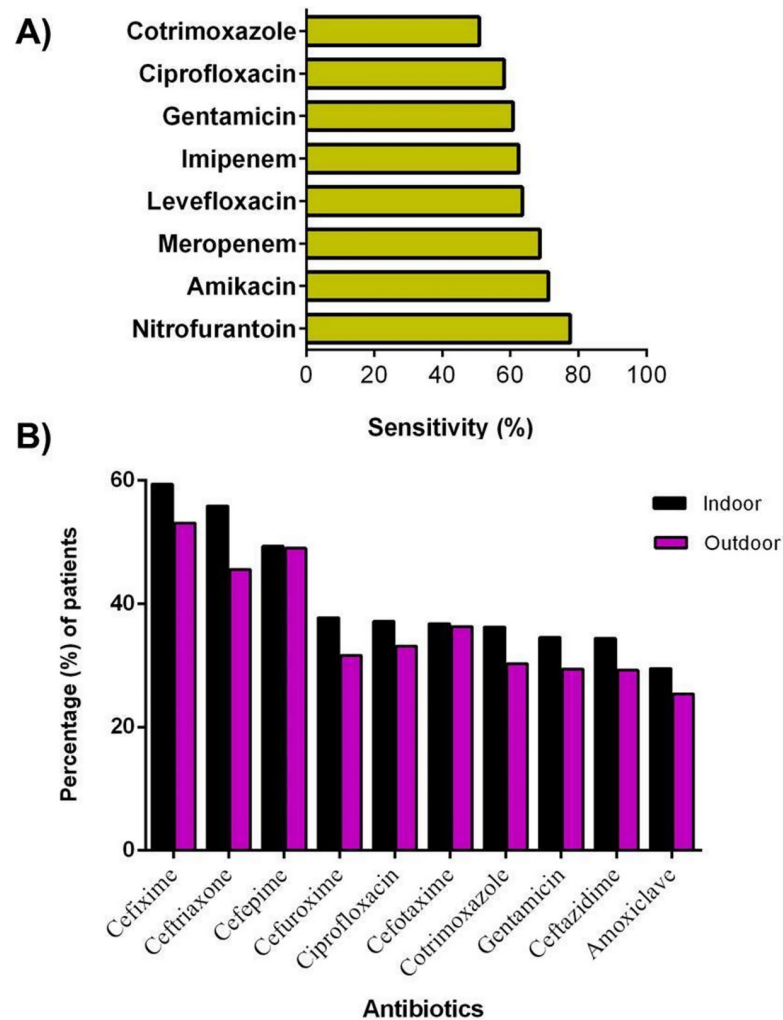 A)
Cotrimoxazole
Ciprofloxacin
Gentamicin
Imipenem
Levefloxacin
Meropenem
Amikacin
Nitrofurantoin
0 20 40 60 80 100
Sensitivity (%)
B)
Percentage (%) of patients
60
40
20
0
Indoor
Outdoor
Cefixime
Ceftriaxone
Cefepime
Cefuroxime
Ciprofloxacin
Cefotaxime
Cotrimoxazole
Gentamicin
Ceftazidime
Amoxiclave
Antibiotics